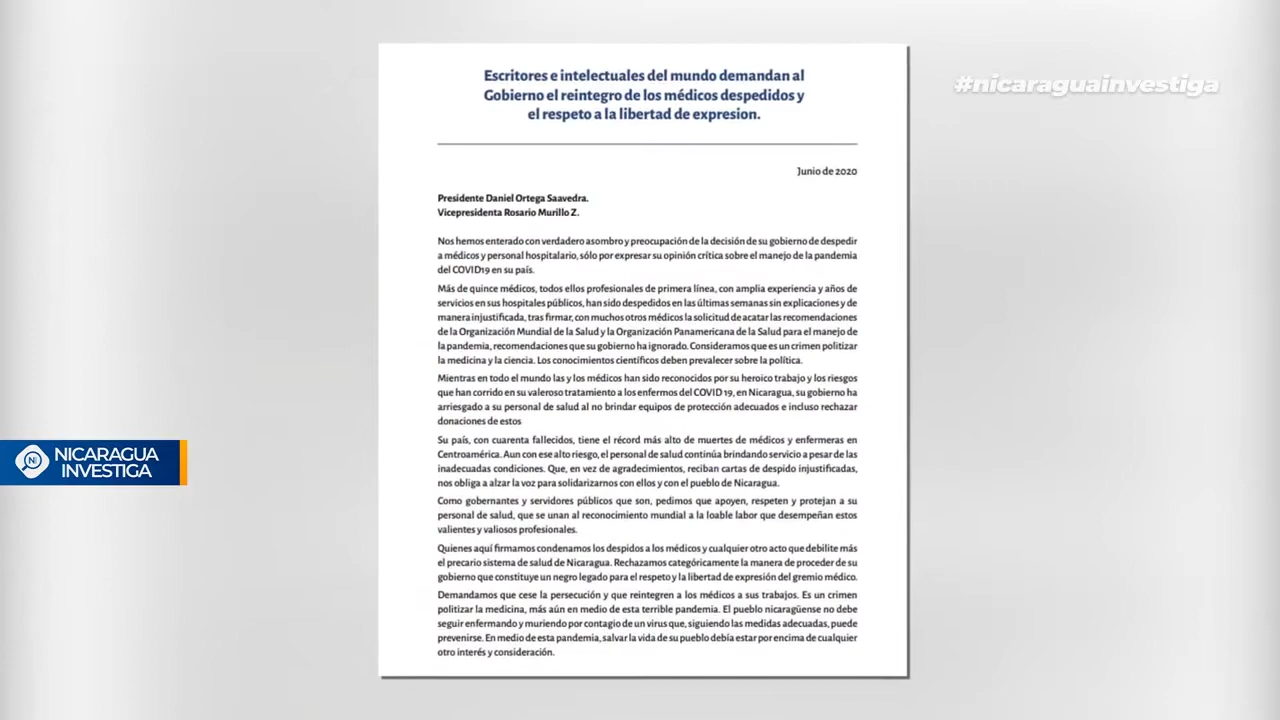 #nicaraguainvestiga
Escritores e intelectuales del mundo demandan al
Gobierno el reintegro de los médicos despedidos y
el respeto a la libertad de expresion.
Junio de 2020
Presidente Daniel Ortega Saavedra.
Vicepresidenta Rosario Murillo Z.
Nos hemos enterado con verdadero asombro y preocupación de la decisión de su gobierno de despedir
a médicos y personal hospitalario, sólo por expresar su opinión crítica sobre el manejo de la pandemia
del COVID19 en su país.
Más de quince médicos, todos ellos profesionales de primera línea, con amplia experiencia y años de
servicios en sus hospitales públicos, han sido despedidos en las últimas semanas sin explicaciones y de
manera injustificada, tras firmar, con muchos otros médicos la solicitud de acatar las recomendaciones
de la Organización Mundial de la Salud y la Organización Panamericana de la Salud para el manejo de
la pandemia, recomendaciones que su gobierno ha ignorado. Consideramos que es un crimen politizar
la medicina y la ciencia. Los conocimientos científicos deben prevalecer sobre la política.
Mientras en todo el mundo las y los médicos han sido reconocidos por su heroico trabajo y los riesgos
que han corrido en su valeroso tratamiento a los enfermos del COVID 19, en Nicaragua, su gobierno ha
arriesgado a su personal de salud al no brindar equipos de protección adecuados e incluso rechazar
donaciones de estos
Su país, con cuarenta fallecidos, tiene el récord más alto de muertes de médicos y enfermeras en
Centroamérica. Aun con ese alto riesgo, el personal de salud continúa brindando servicio a pesar de las
inadecuadas condiciones. Que, en vez de agradecimientos, reciban cartas de despido injustificadas,
nos obliga a alzar la voz para solidarizarnos con ellos y con el pueblo de Nicaragua.
Como gobernantes y servidores públicos que son, pedimos que apoyen, respeten y protejan a su
personal de salud, que se unan al reconocimiento mundial a la loable labor que desempeñan estos
valientes y valiosos profesionales.
Quienes aquí firmamos condenamos los despidos a los médicos y cualquier otro acto que debilite más
el precario sistema de salud de Nicaragua. Rechazamos categóricamente la manera de proceder de su
gobierno que constituye un negro legado para el respeto y la libertad de expresión del gremio médico.
Demandamos que cese la persecución y que reintegren a los médicos a sus trabajos. Es un crimen
politizar la medicina, más aún en medio de esta terrible pandemia. El pueblo nicaragüense no debe
seguir enfermando y muriendo por contagio de un virus que, siguiendo las medidas adecuadas, puede
prevenirse. En medio de esta pandemia, salvar la vida de su pueblo debía estar por encima de cualquier
otro interés y consideración.
NICARAGUA
INVESTIGA